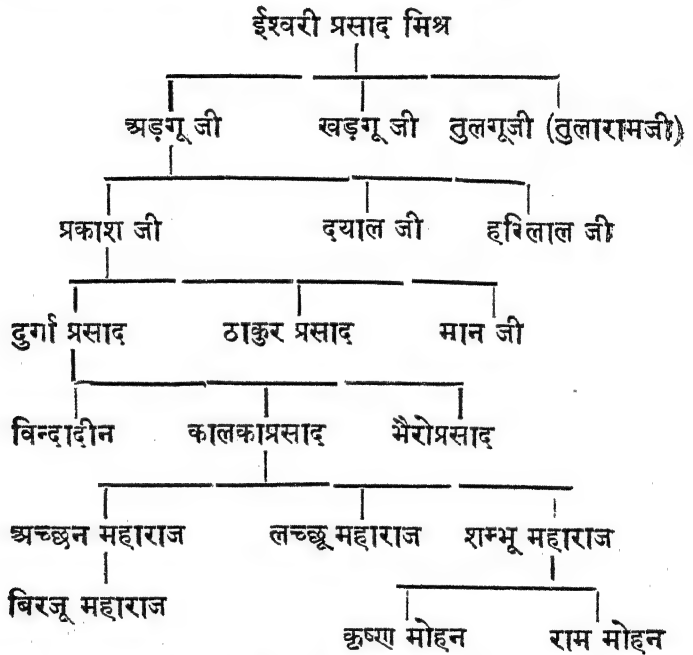 ईश्वरी प्रसाद मिश्र
अड़गू जी खड़गू जी तुलगूजी (तुलारामजी)
प्रकाश जी दयाल जी हरिलाल जी
दुर्गा प्रसाद ठाकुर प्रसाद मान जी
विन्दादीन कालकाप्रसाद भैरोप्रसाद
अच्छन महाराज लच्छू महाराज शम्भू महाराज
बिरजू महाराज
कृष्ण मोहन राम मोहन